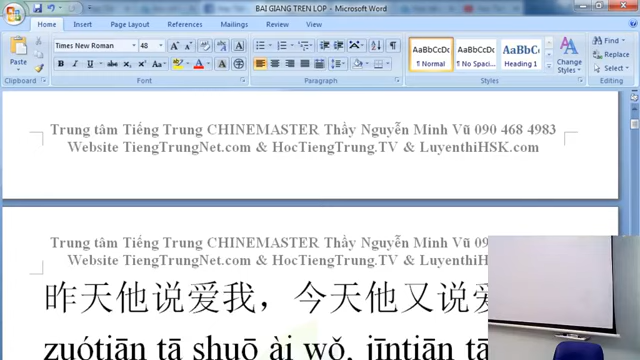 BAI GIANG TREN LOP - Microsoft Word
Home Insert Page Layout References Mailings Review View
Paste
Clipboard
Times New Roman 48
Font
Paragraph
AaBbCcDc AaBbCcDc AaBbCc
¶ Normal ¶ No Spaci... Heading 1
Change Styles
Styles
Find
Replace
Select
Editing
Trung tâm Tiếng Trung CHINEMASTER Thầy Nguyễn Minh Vũ 090 468 4983
Website TiengTrungNet.com & HocTiengTrung.TV & LuyenthiHSK.com
Trung tâm Tiếng Trung CHINEMASTER Thầy Nguyễn Minh Vũ 090
Website TiengTrungNet.com & HocTiengTrung.TV & Luyen
昨天他说爱我，今天他又说爱
zuótiān tā shuō ài wǒ, jīntiān tā